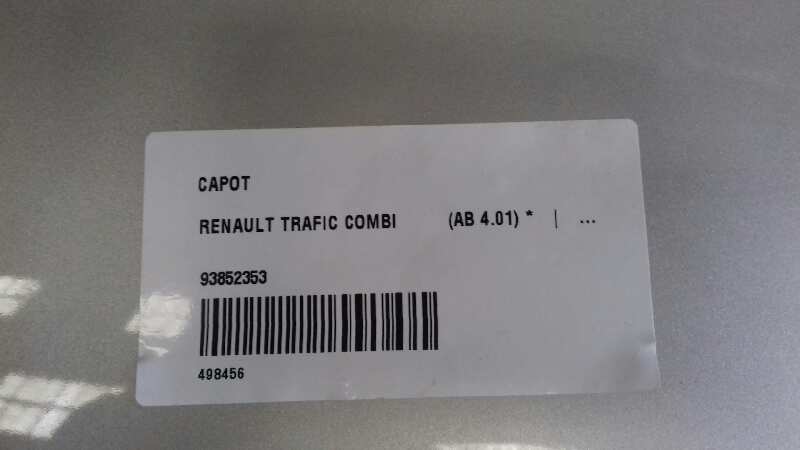 CAPOT
RENAULT TRAFIC COMBI (AB 4.01) * | ...
93852353
498456